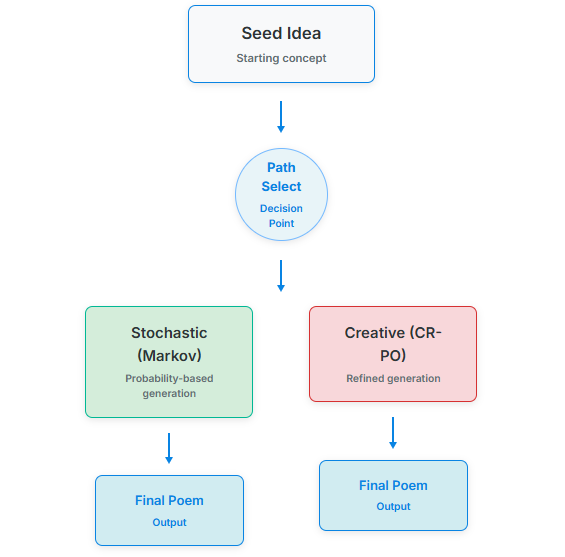 Seed Idea
Starting concept
Path
Select
Decision
Point
Stochastic
(Markov)
Probability-based
generation
Creative (CR-
PO)
Refined generation
Final Poem
Output
Final Poem
Output